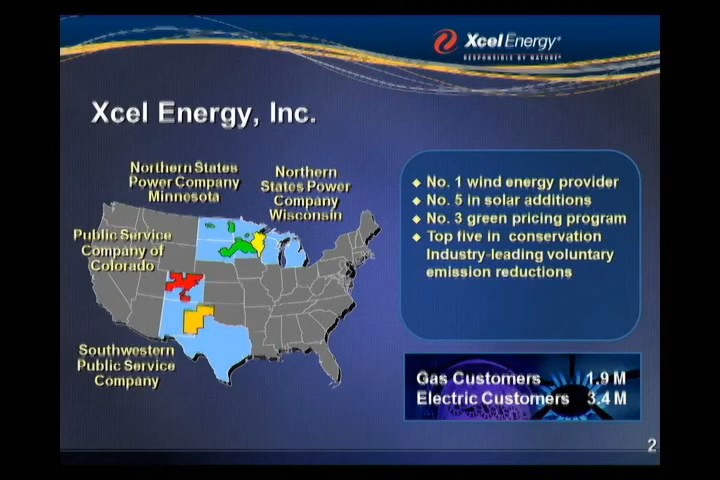 Xcel Energy®
RESPONSIBLE BY NATURE®
Xcel Energy, Inc.
Northern States
Power Company
Minnesota
Northern
States Power
Company
Wisconsin
Public Service
Company of
Colorado
Southwestern
Public Service
Company
◆ No. 1 wind energy provider
◆ No. 5 in solar additions
◆ No. 3 green pricing program
◆ Top five in conservation
Industry-leading voluntary
emission reductions
Gas Customers 1.9 M
Electric Customers 3.4 M
2